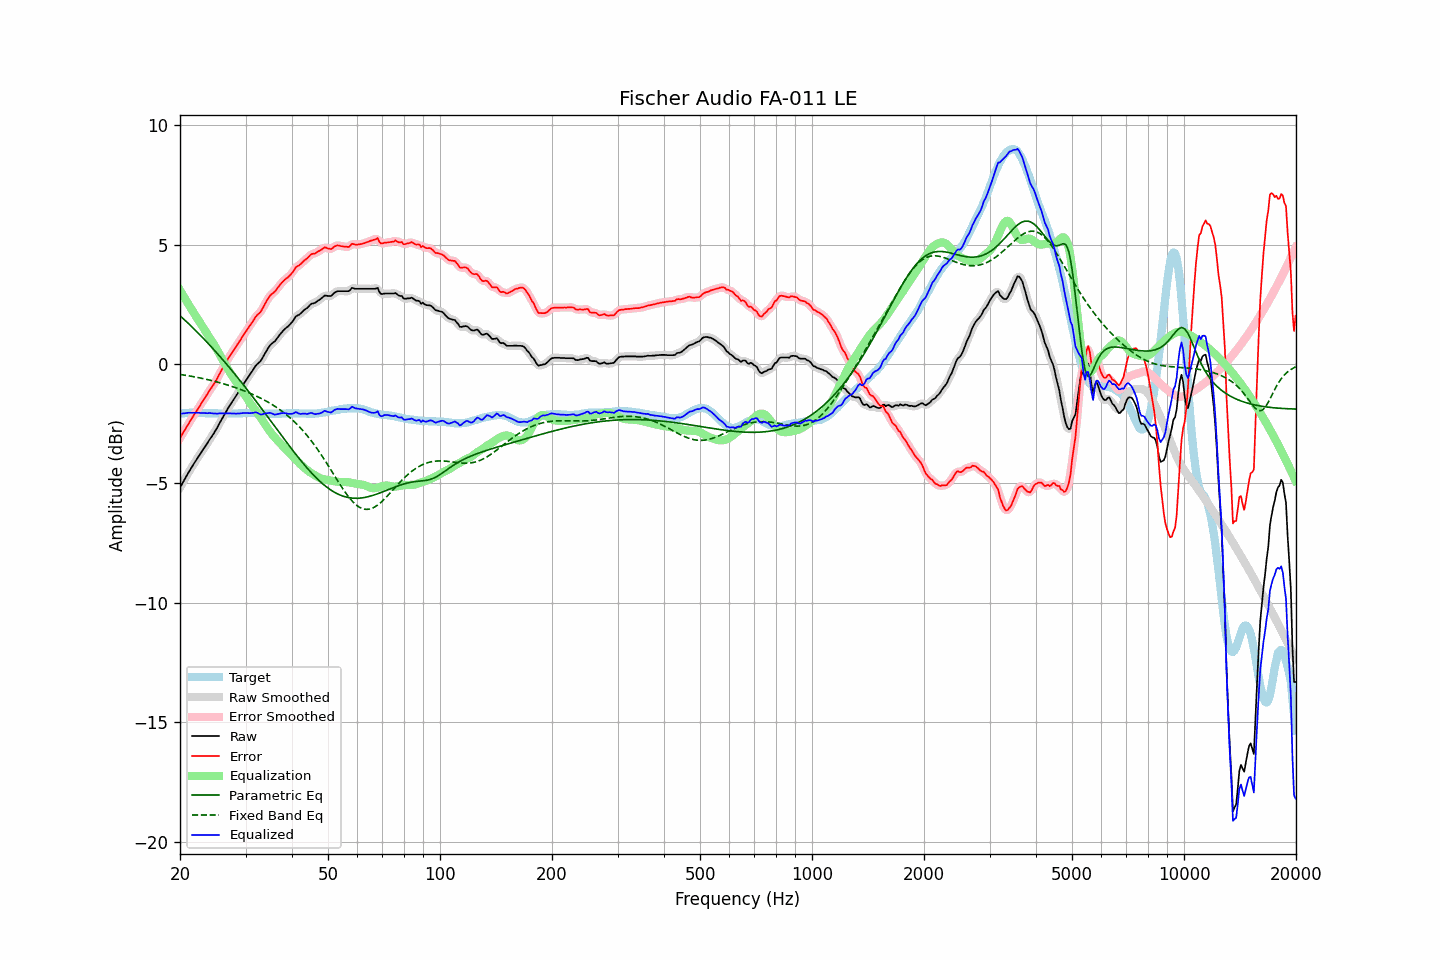 Fischer Audio FA-011 LE
10
5
0
−5
−10
−15
−20
Amplitude (dBr)
Target
Raw Smoothed
Error Smoothed
Raw
Error
Equalization
Parametric Eq
Fixed Band Eq
Equalized
20 50 100 200 500 1000 2000 5000 10000 20000
Frequency (Hz)